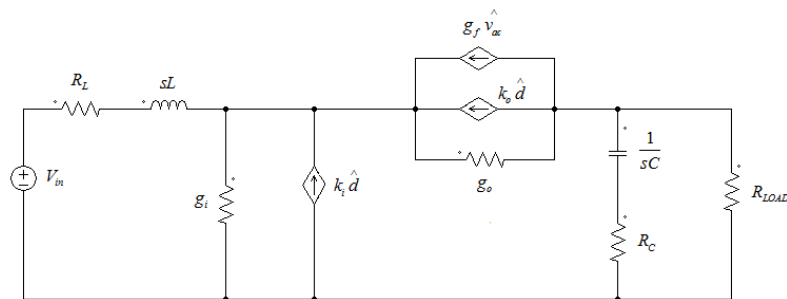 g_f v̂_ac
R_L
sL
k_o d̂
1/sC
V_in
g_i
k_i d̂
g_o
R_LOAD
R_C